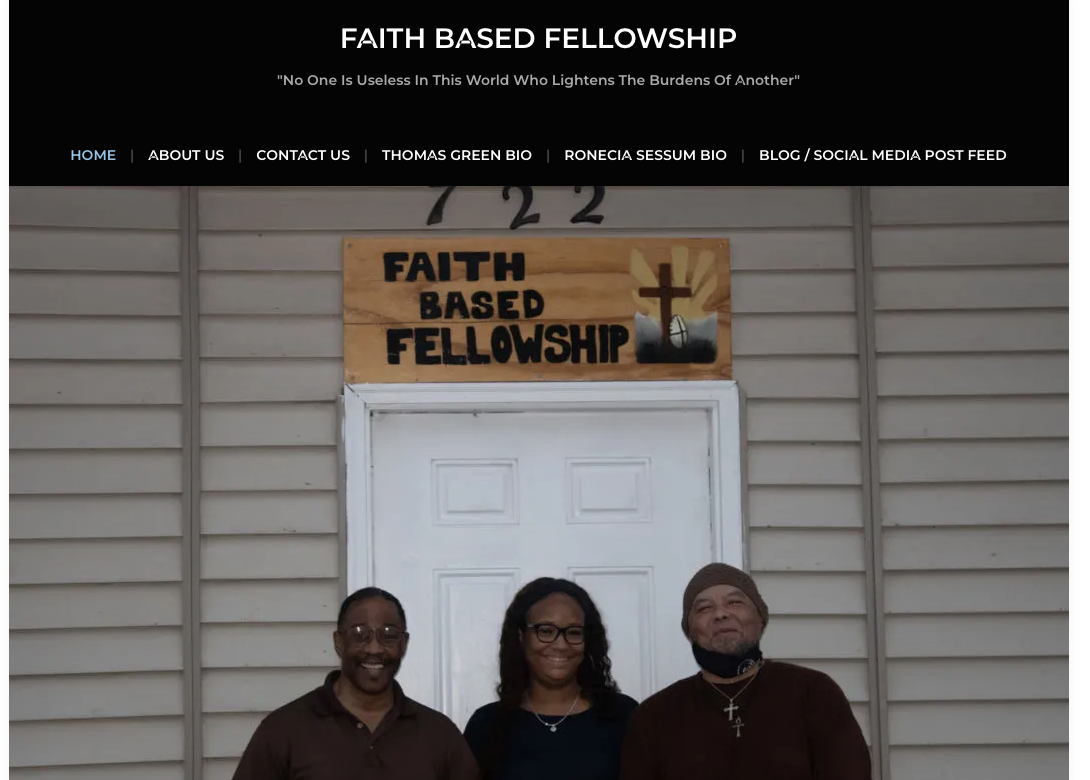 FAITH BASED FELLOWSHIP
"No One Is Useless In This World Who Lightens The Burdens Of Another"
HOME | ABOUT US | CONTACT US | THOMAS GREEN BIO | RONECIA SESSUM BIO | BLOG / SOCIAL MEDIA POST FEED
722
FAITH
BASED
FELLOWSHIP